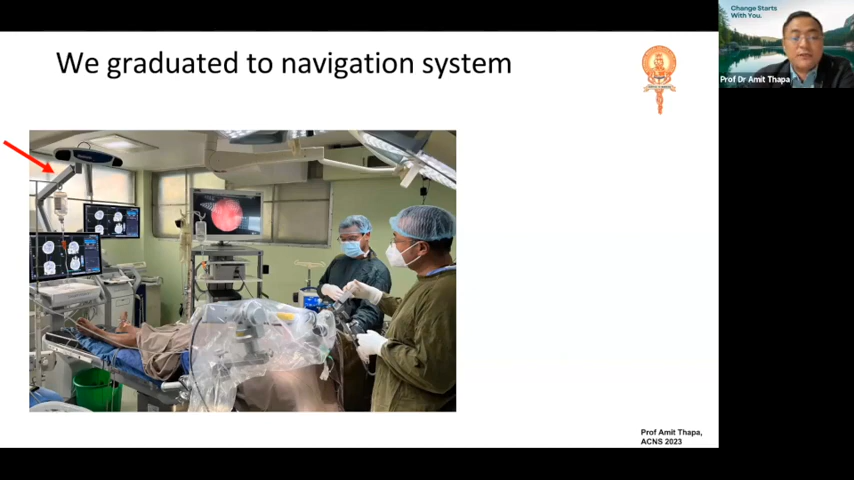 We graduated to navigation system
Change Starts
With You.
Prof Dr Amit Thapa
Prof Amit Thapa,
ACNS 2023